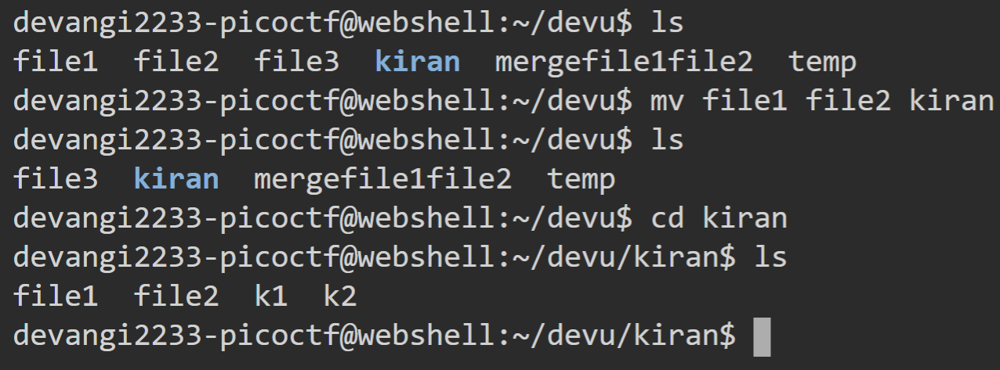 devangi2233-picoctf@webshell:~/devu$ ls
file1  file2  file3  kiran  mergefile1file2  temp
devangi2233-picoctf@webshell:~/devu$ mv file1 file2 kiran
devangi2233-picoctf@webshell:~/devu$ ls
file3  kiran  mergefile1file2  temp
devangi2233-picoctf@webshell:~/devu$ cd kiran
devangi2233-picoctf@webshell:~/devu/kiran$ ls
file1  file2  k1  k2
devangi2233-picoctf@webshell:~/devu/kiran$